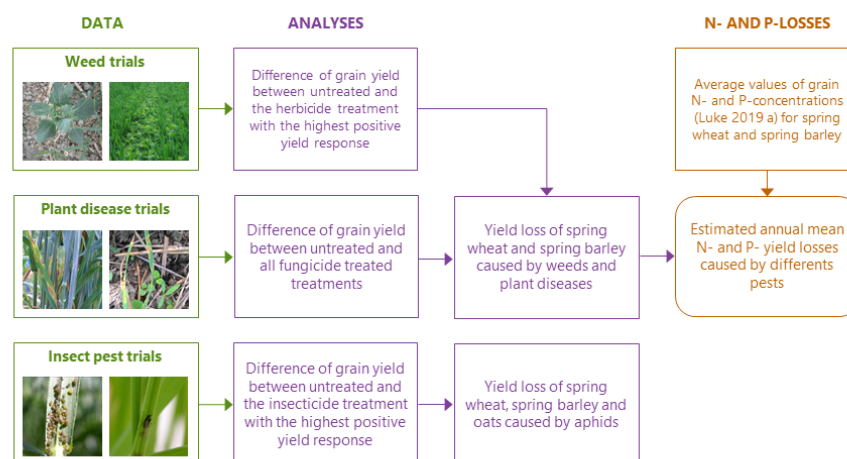 DATA
ANALYSES
N- AND P-LOSSES
Weed trials
Difference of grain yield
between untreated and
the herbicide treatment
with the highest positive
yield response
Average values of grain
N- and P-concentrations
(Luke 2019 a) for spring
wheat and spring barley
Plant disease trials
Difference of grain yield
between untreated and
all fungicide treated
treatments
Yield loss of spring
wheat and spring barley
caused by weeds and
plant diseases
Estimated annual mean
N- and P- yield losses
caused by differents
pests
Insect pest trials
Difference of grain yield
between untreated and
the insecticide treatment
with the highest positive
yield response
Yield loss of spring
wheat, spring barley and
oats caused by aphids